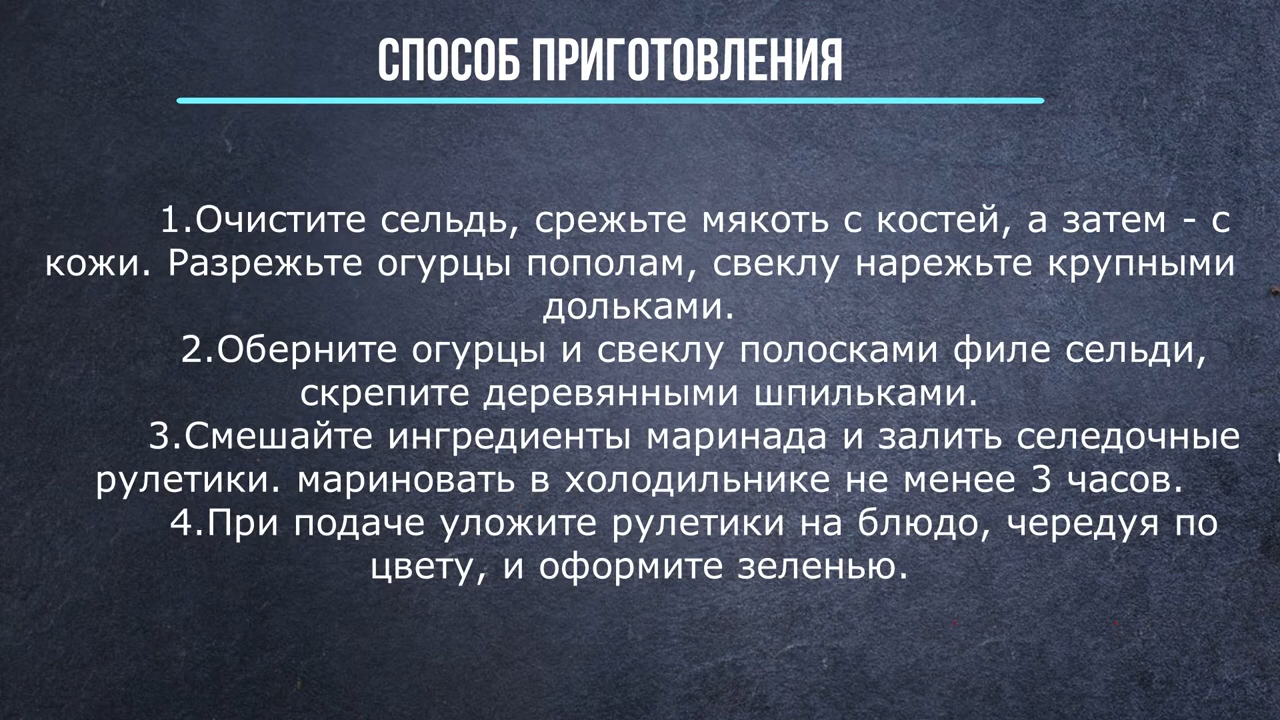 СПОСОБ ПРИГОТОВЛЕНИЯ
1.Очистите сельдь, срежьте мякоть с костей, а затем - с
кожи. Разрежьте огурцы пополам, свеклу нарежьте крупными
дольками.
2.Оберните огурцы и свеклу полосками филе сельди,
скрепите деревянными шпильками.
3.Смешайте ингредиенты маринада и залить селедочные
рулетики. мариновать в холодильнике не менее 3 часов.
4.При подаче уложите рулетики на блюдо, чередуя по
цвету, и оформите зеленью.